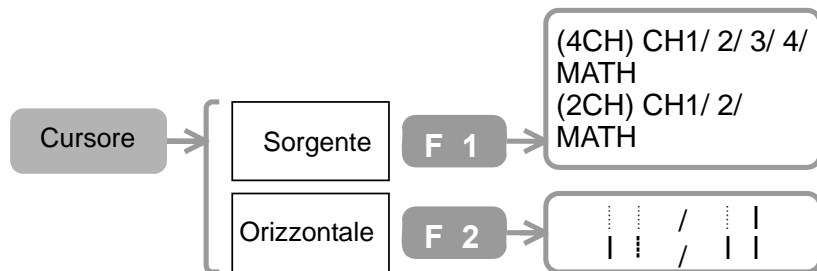 Cursore
Sorgente
F 1
(4CH) CH1/ 2/ 3/ 4/
MATH
(2CH) CH1/ 2/
MATH
Orizzontale
F 2
/
/